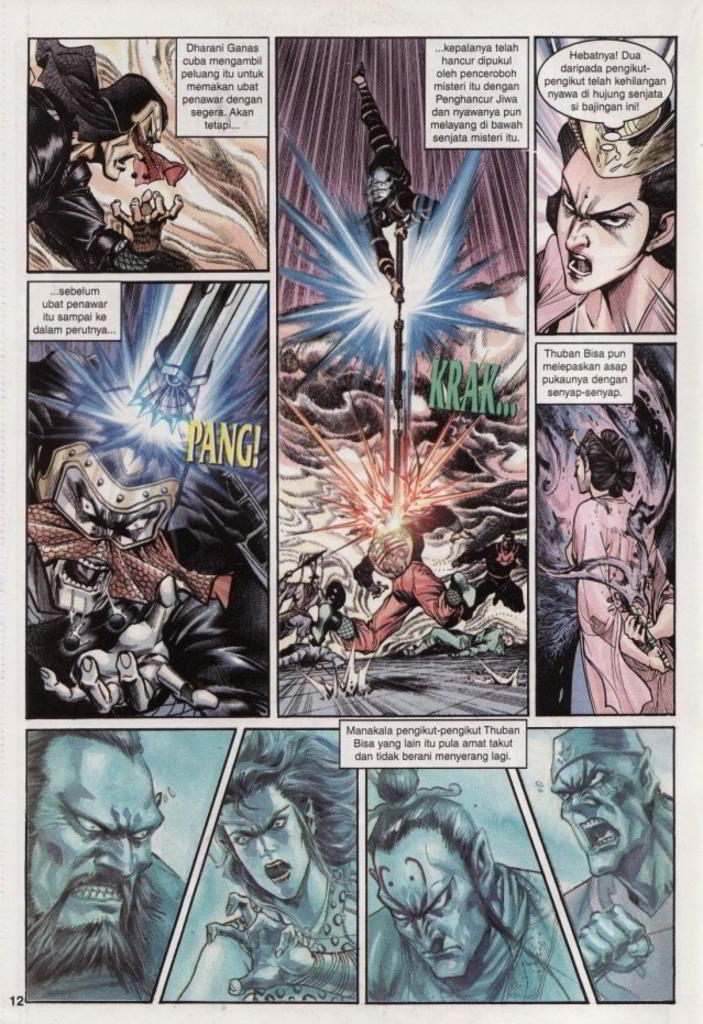 Dharani Ganas
cuba mengambil
peluang itu untuk
memakan ubat
penawar dengan
segera. Akan
tetapi...
...sebelum
ubat penawar
itu sampai ke
dalam perutnya...
PANG!
...kepalanya telah
hancur dipukul
oleh penceroboh
misteri itu dengan
Penghancur Jiwa
dan nyawanya pun
melayang di bawah
senjata misteri itu.
KRAK...
Hebatnya! Dua
daripada pengikut-
pengikut telah kehilangan
nyawa di hujung senjata
si bajingan ini!
Thuban Bisa pun
melepaskan asap
pukaunya dengan
senyap-senyap.
Manakala pengikut-pengikut Thuban
Bisa yang lain itu pula amat takut
dan tidak berani menyerang lagi.
12